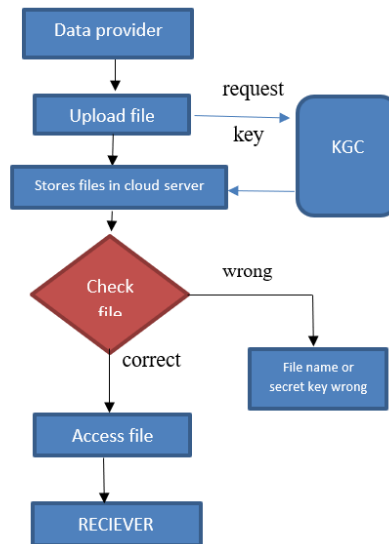 Data provider
request
Upload file
key
KGC
Stores files in cloud server
wrong
Check
file
correct
File name or
secret key wrong
Access file
RECIEVER